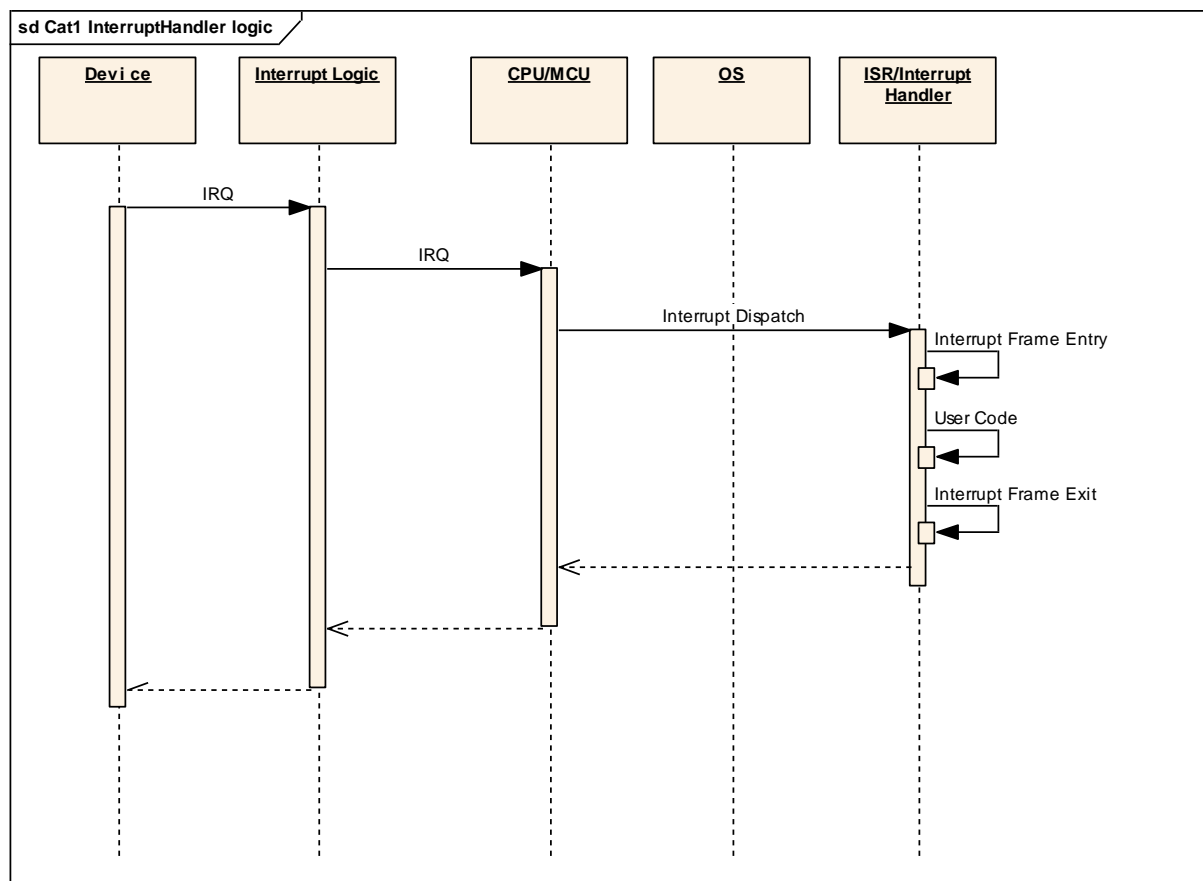 sd Cat1 InterruptHandler logic
Device
Interrupt Logic
CPU/MCU
OS
ISR/Interrupt
Handler
IRQ
IRQ
Interrupt Dispatch
Interrupt Frame Entry
User Code
Interrupt Frame Exit